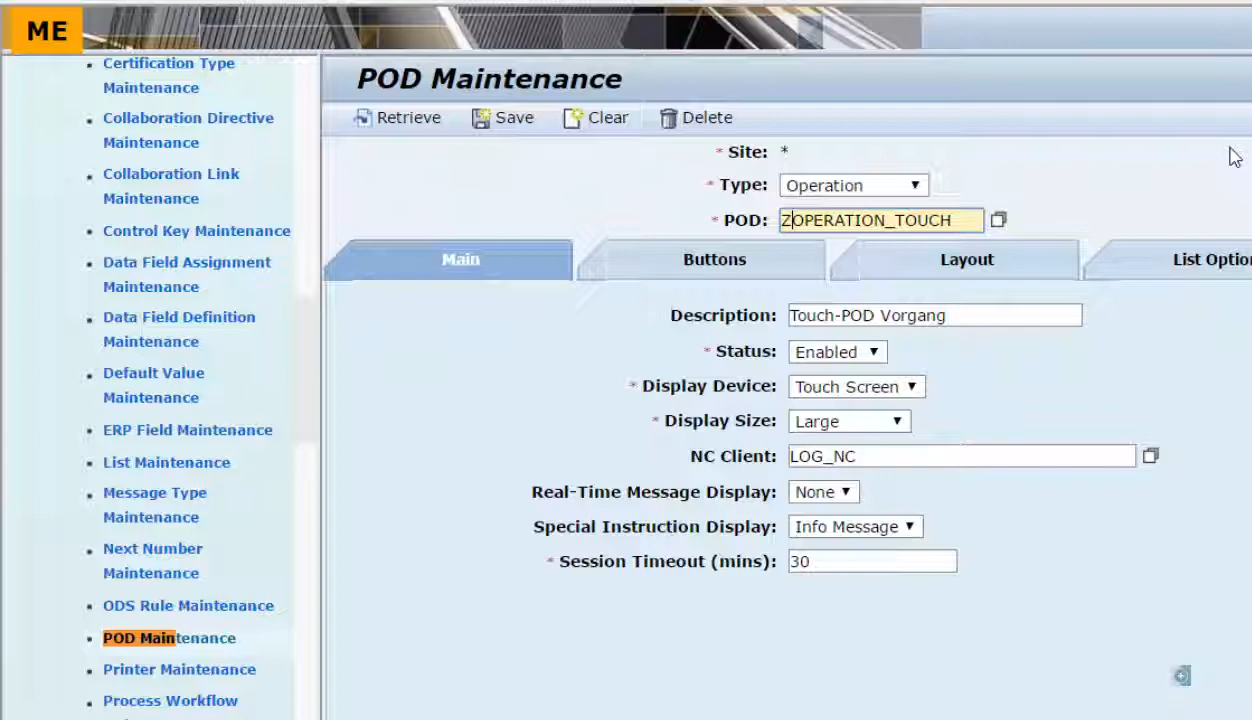 ME
Certification Type
Maintenance
Collaboration Directive
Maintenance
Collaboration Link
Maintenance
Control Key Maintenance
Data Field Assignment
Maintenance
Data Field Definition
Maintenance
Default Value
Maintenance
ERP Field Maintenance
List Maintenance
Message Type
Maintenance
Next Number
Maintenance
ODS Rule Maintenance
POD Maintenance
Printer Maintenance
Process Workflow
POD Maintenance
Retrieve Save Clear Delete
* Site: *
* Type: Operation
* POD: ZOPERATION_TOUCH
Main Buttons Layout List Optio
Description: Touch-POD Vorgang
* Status: Enabled
* Display Device: Touch Screen
* Display Size: Large
NC Client: LOG_NC
Real-Time Message Display: None
Special Instruction Display: Info Message
* Session Timeout (mins): 30